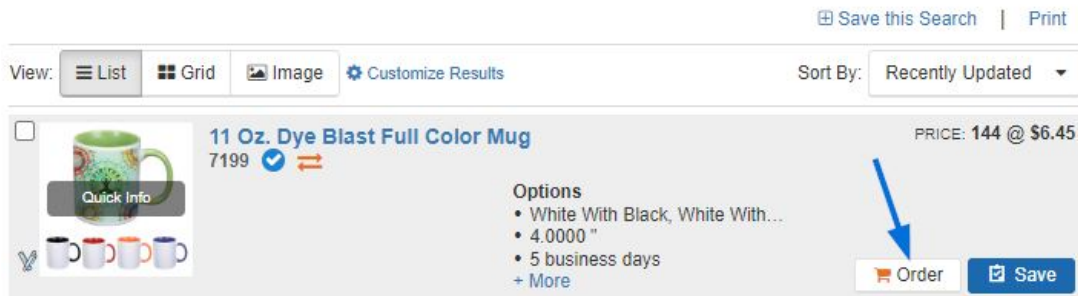 Save this Search | Print
View: List Grid Image Customize Results Sort By: Recently Updated
11 Oz. Dye Blast Full Color Mug PRICE: 144 @ $6.45
7199
Quick Info
Options
• White With Black, White With...
• 4.0000 "
• 5 business days
+ More
Order Save